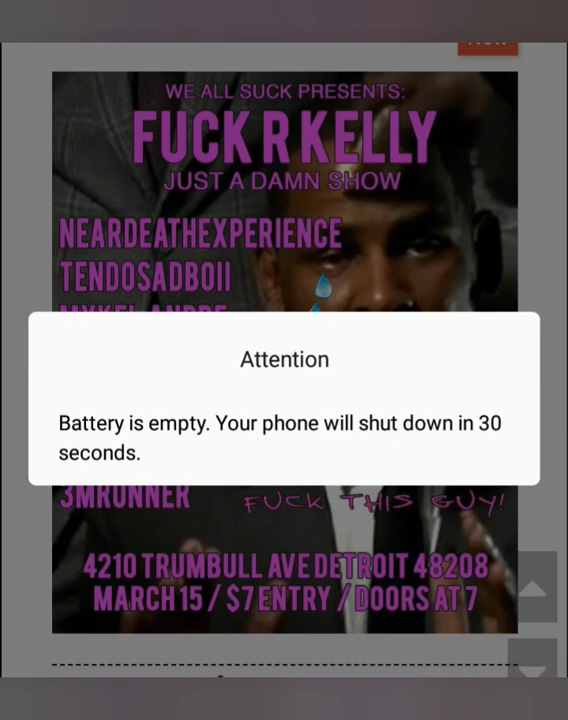 WE ALL SUCK PRESENTS:
FUCK R KELLY
JUST A DAMN SHOW
NEARDEATHEXPERIENCE
TENDOSADBOII
Attention
Battery is empty. Your phone will shut down in 30
seconds.
3MRUNNER
FUCK THIS GUY!
4210 TRUMBULL AVE DETROIT 48208
MARCH 15 / $7 ENTRY / DOORS AT 7